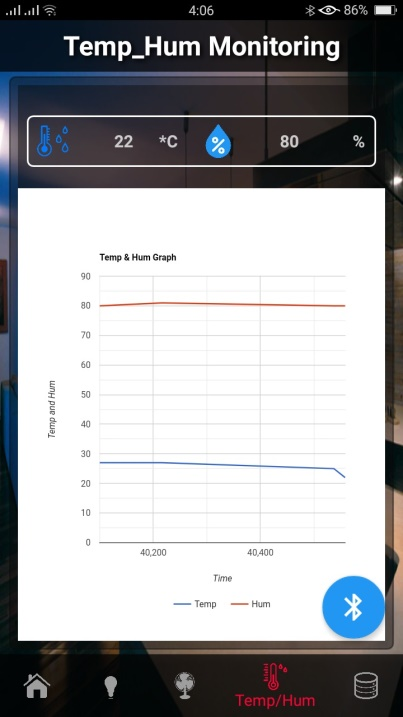 4:06 86%
Temp_Hum Monitoring
22 *C % 80 %
Temp & Hum Graph
90
80
70
60
50
40
30
20
10
0
Temp and Hum
40,200 40,400
Time
Temp Hum
Temp/Hum